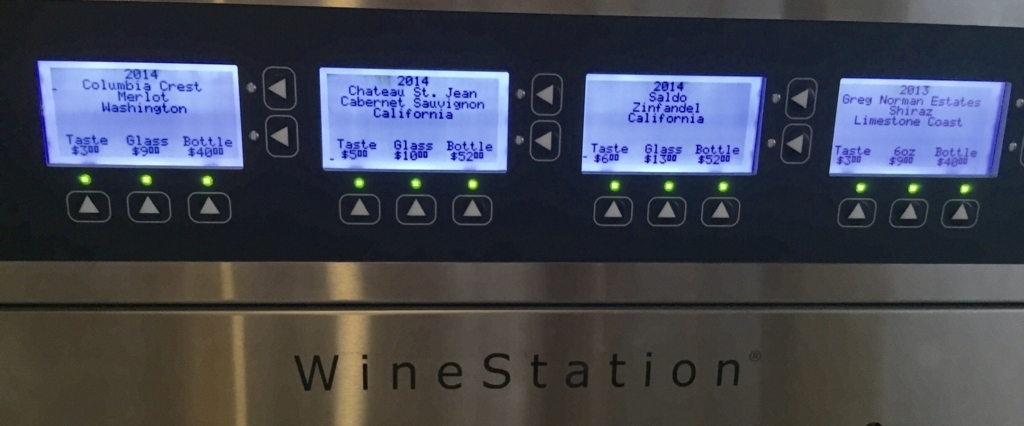 2014
Columbia Crest
Merlot
Washington
Taste Glass Bottle
$3.00 $9.00 $40.00
2014
Chateau St. Jean
Cabernet Sauvignon
California
Taste Glass Bottle
$5.00 $10.00 $52.00
2014
Saldo
Zinfandel
California
Taste Glass Bottle
$6.00 $13.00 $52.00
2013
Greg Norman Estates
Shiraz
Limestone Coast
Taste 6oz Bottle
$3.00 $9.00 $40.00
WineStation®